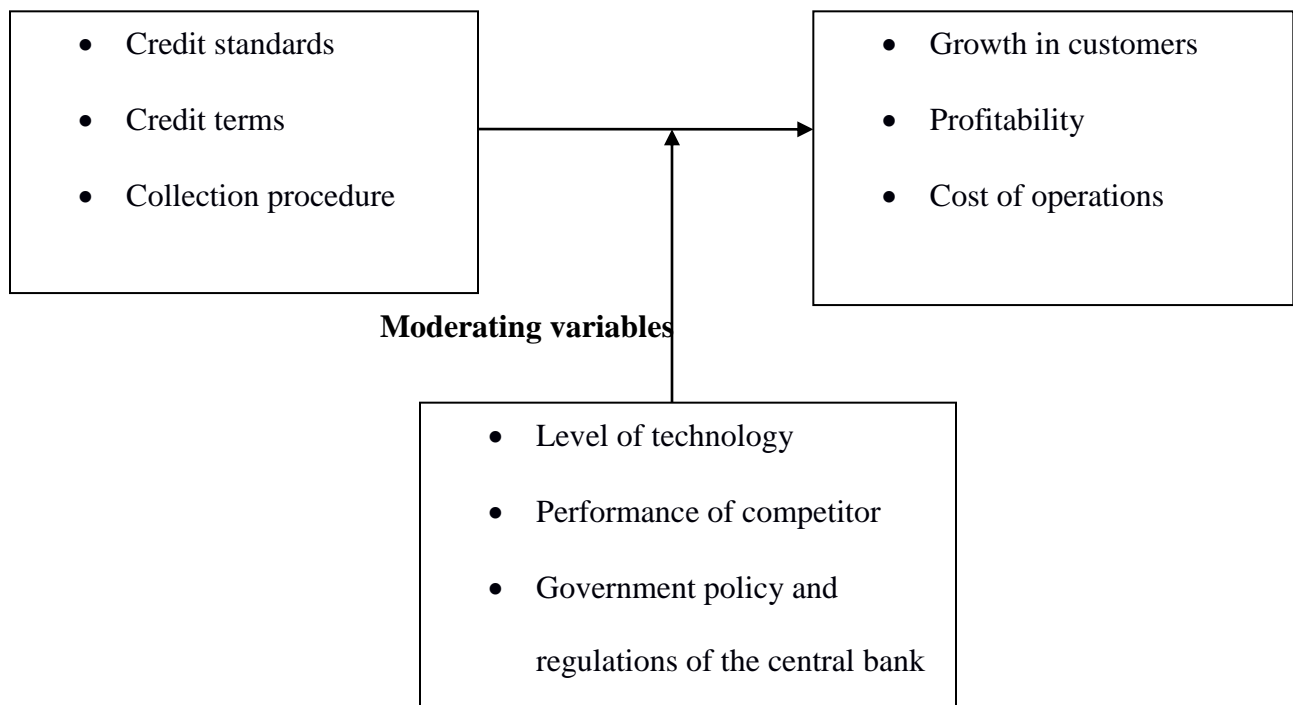 • Credit standards
• Credit terms
• Collection procedure
• Growth in customers
• Profitability
• Cost of operations
Moderating variables
• Level of technology
• Performance of competitor
• Government policy and
regulations of the central bank